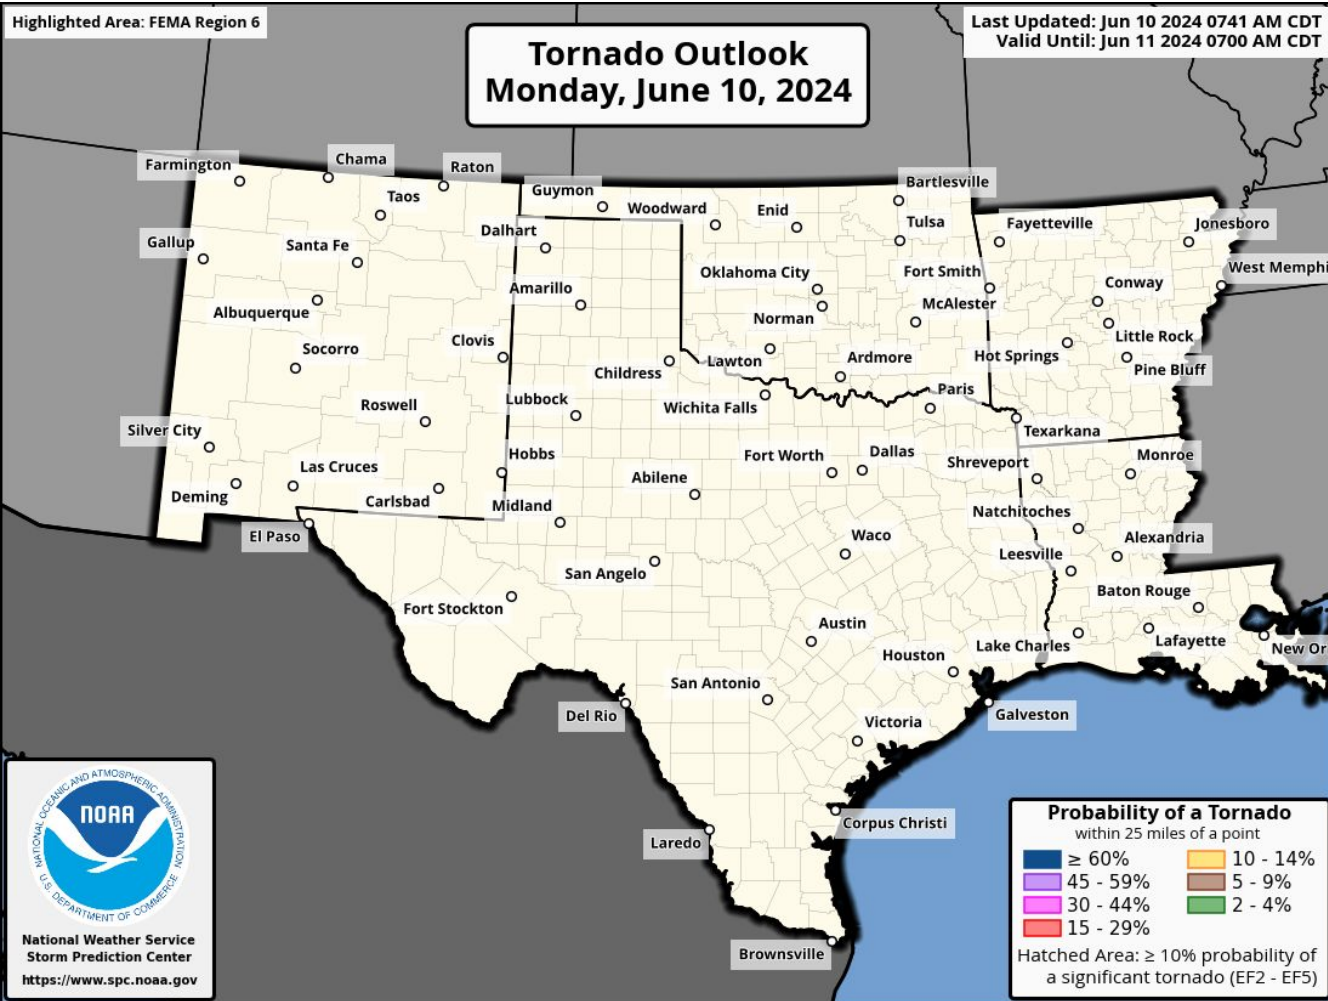 Highlighted Area: FEMA Region 6
Tornado Outlook
Monday, June 10, 2024
Last Updated: Jun 10 2024 0741 AM CDT
Valid Until: Jun 11 2024 0700 AM CDT
Farmington
Chama
Raton
Taos
Guymon
Woodward
Enid
Bartlesville
Tulsa
Fayetteville
Jonesboro
Gallup
Santa Fe
Dalhart
Oklahoma City
Fort Smith
West Memphi
Albuquerque
Amarillo
Norman
McAlester
Conway
Socorro
Clovis
Childress
Lawton
Ardmore
Hot Springs
Little Rock
Pine Bluff
Roswell
Lubbock
Wichita Falls
Paris
Texarkana
Silver City
Las Cruces
Hobbs
Abilene
Fort Worth
Dallas
Shreveport
Monroe
Deming
Carlsbad
Midland
Natchitoches
El Paso
San Angelo
Waco
Leesville
Alexandria
Fort Stockton
Baton Rouge
Austin
Lake Charles
Lafayette
New Or
Houston
San Antonio
Del Rio
Victoria
Galveston
Laredo
Corpus Christi
Brownsville
NATIONAL OCEANIC AND ATMOSPHERIC ADMINISTRATION
NOAA
U.S. DEPARTMENT OF COMMERCE
National Weather Service
Storm Prediction Center
https://www.spc.noaa.gov
Probability of a Tornado
within 25 miles of a point
≥ 60% 10 - 14%
45 - 59% 5 - 9%
30 - 44% 2 - 4%
15 - 29%
Hatched Area: ≥ 10% probability of
a significant tornado (EF2 - EF5)